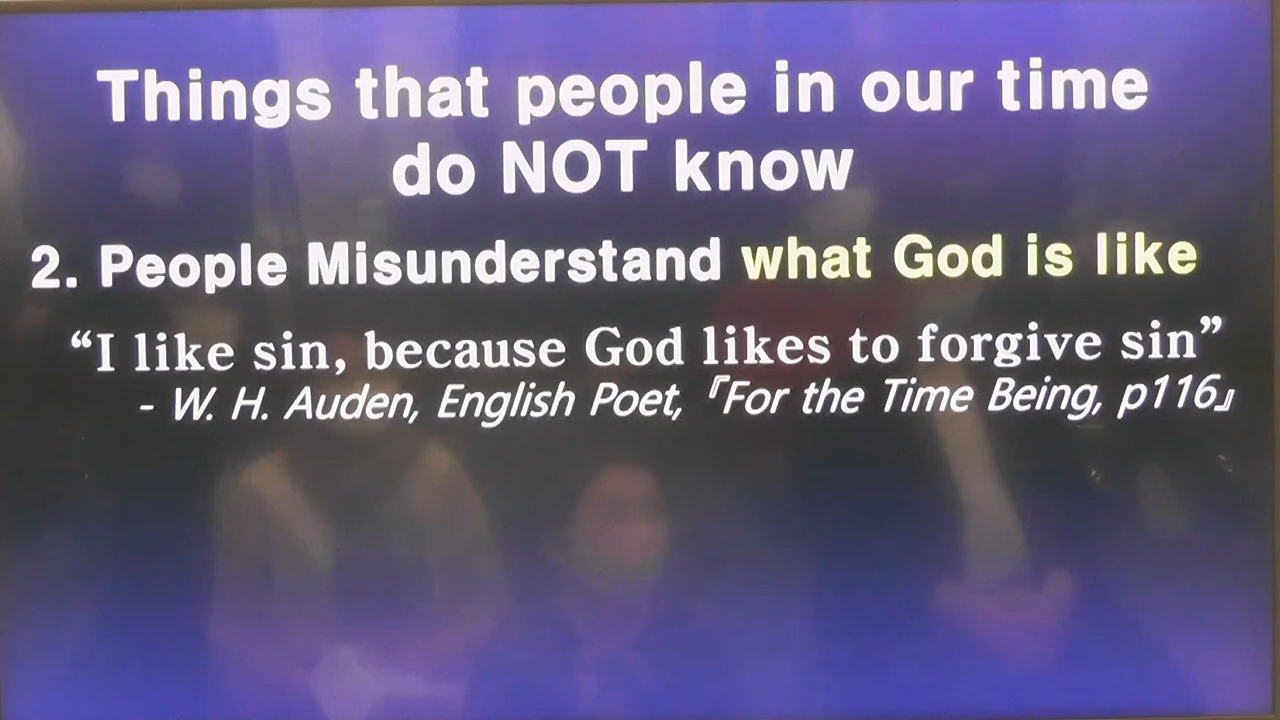 Things that people in our time
do NOT know
2. People Misunderstand what God is like
“I like sin, because God likes to forgive sin”
- W. H. Auden, English Poet, 『For the Time Being, p116』